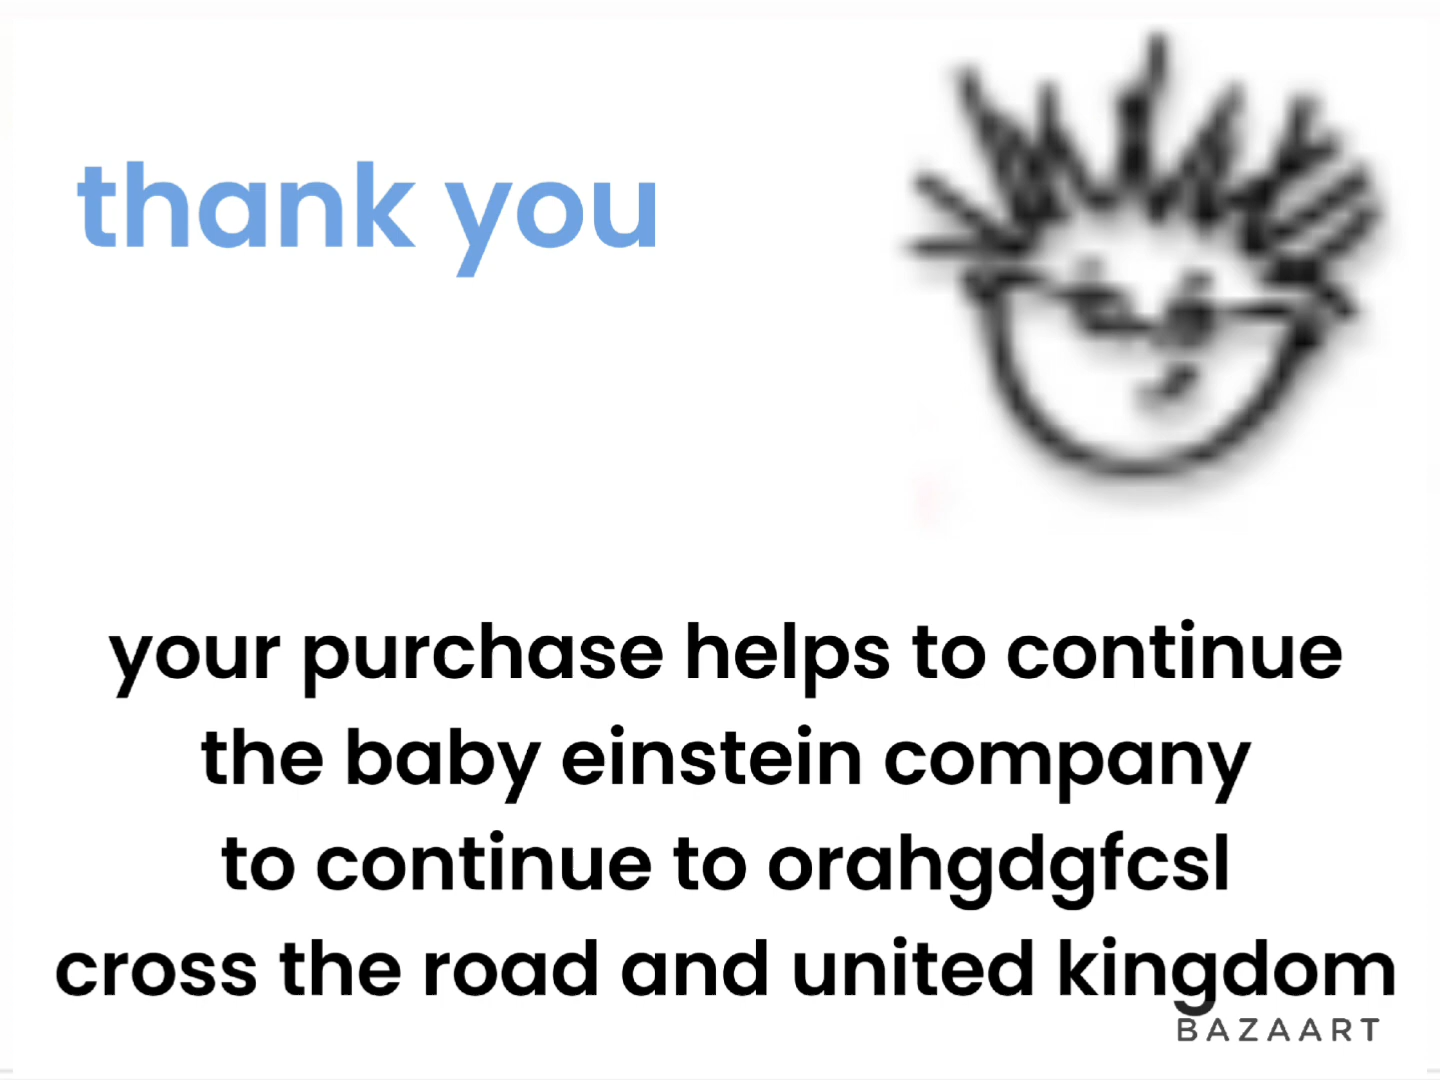 thank you
your purchase helps to continue
the baby einstein company
to continue to orahgdgfcsl
cross the road and united kingdom
BAZAART